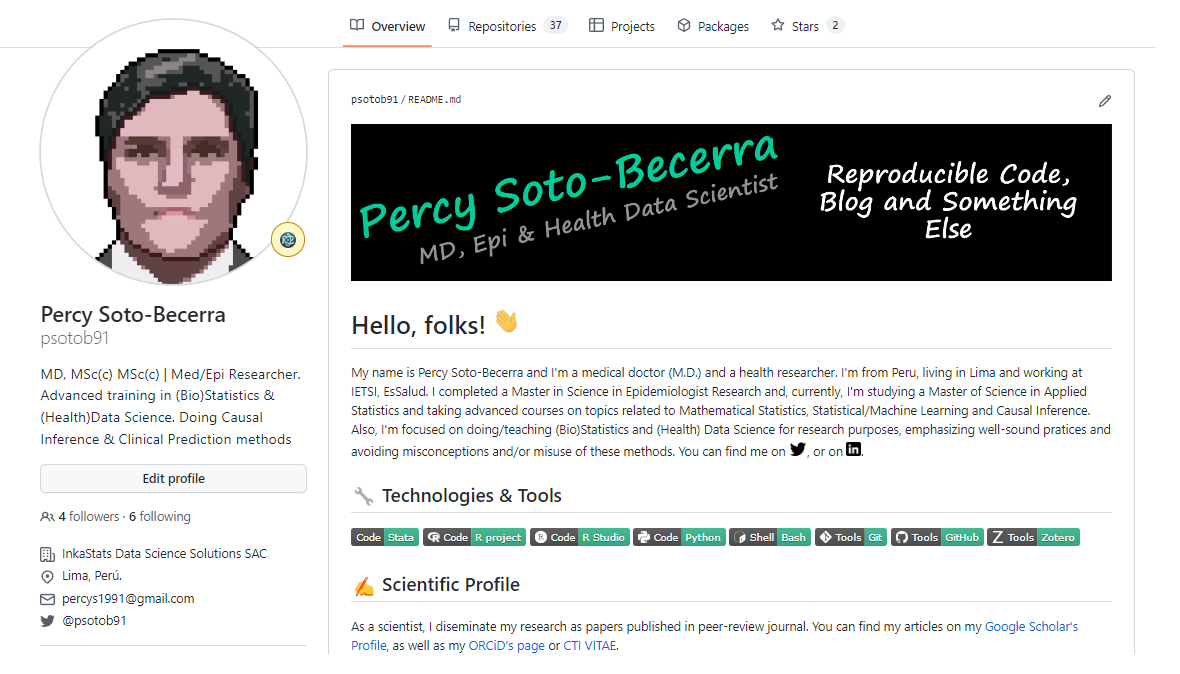 Overview Repositories 37 Projects Packages Stars 2
psotob91 / README.md
Percy Soto-Becerra
MD, Epi & Health Data Scientist
Reproducible Code,
Blog and Something
Else
Percy Soto-Becerra
psotob91
MD, MSc(c) MSc(c) | Med/Epi Researcher.
Advanced training in (Bio)Statistics &
(Health)Data Science. Doing Causal
Inference & Clinical Prediction methods
Edit profile
4 followers · 6 following
InkaStats Data Science Solutions SAC
Lima, Perú.
percys1991@gmail.com
@psotob91
Hello, folks! 👋
My name is Percy Soto-Becerra and I'm a medical doctor (M.D.) and a health researcher. I'm from Peru, living in Lima and working at
IETSI, EsSalud. I completed a Master in Science in Epidemiologist Research and, currently, I'm studying a Master of Science in Applied
Statistics and taking advanced courses on topics related to Mathematical Statistics, Statistical/Machine Learning and Causal Inference.
Also, I'm focused on doing/teaching (Bio)Statistics and (Health) Data Science for research purposes, emphasizing well-sound pratices and
avoiding misconceptions and/or misuse of these methods. You can find me on , or on in.
🔧 Technologies & Tools
Code Stata R Code R project R Code R Studio Code Python Shell Bash Tools Git Tools GitHub Z Tools Zotero
✍️ Scientific Profile
As a scientist, I diseminate my research as papers published in peer-review journal. You can find my articles on my Google Scholar's
Profile, as well as my ORCiD's page or CTI VITAE.